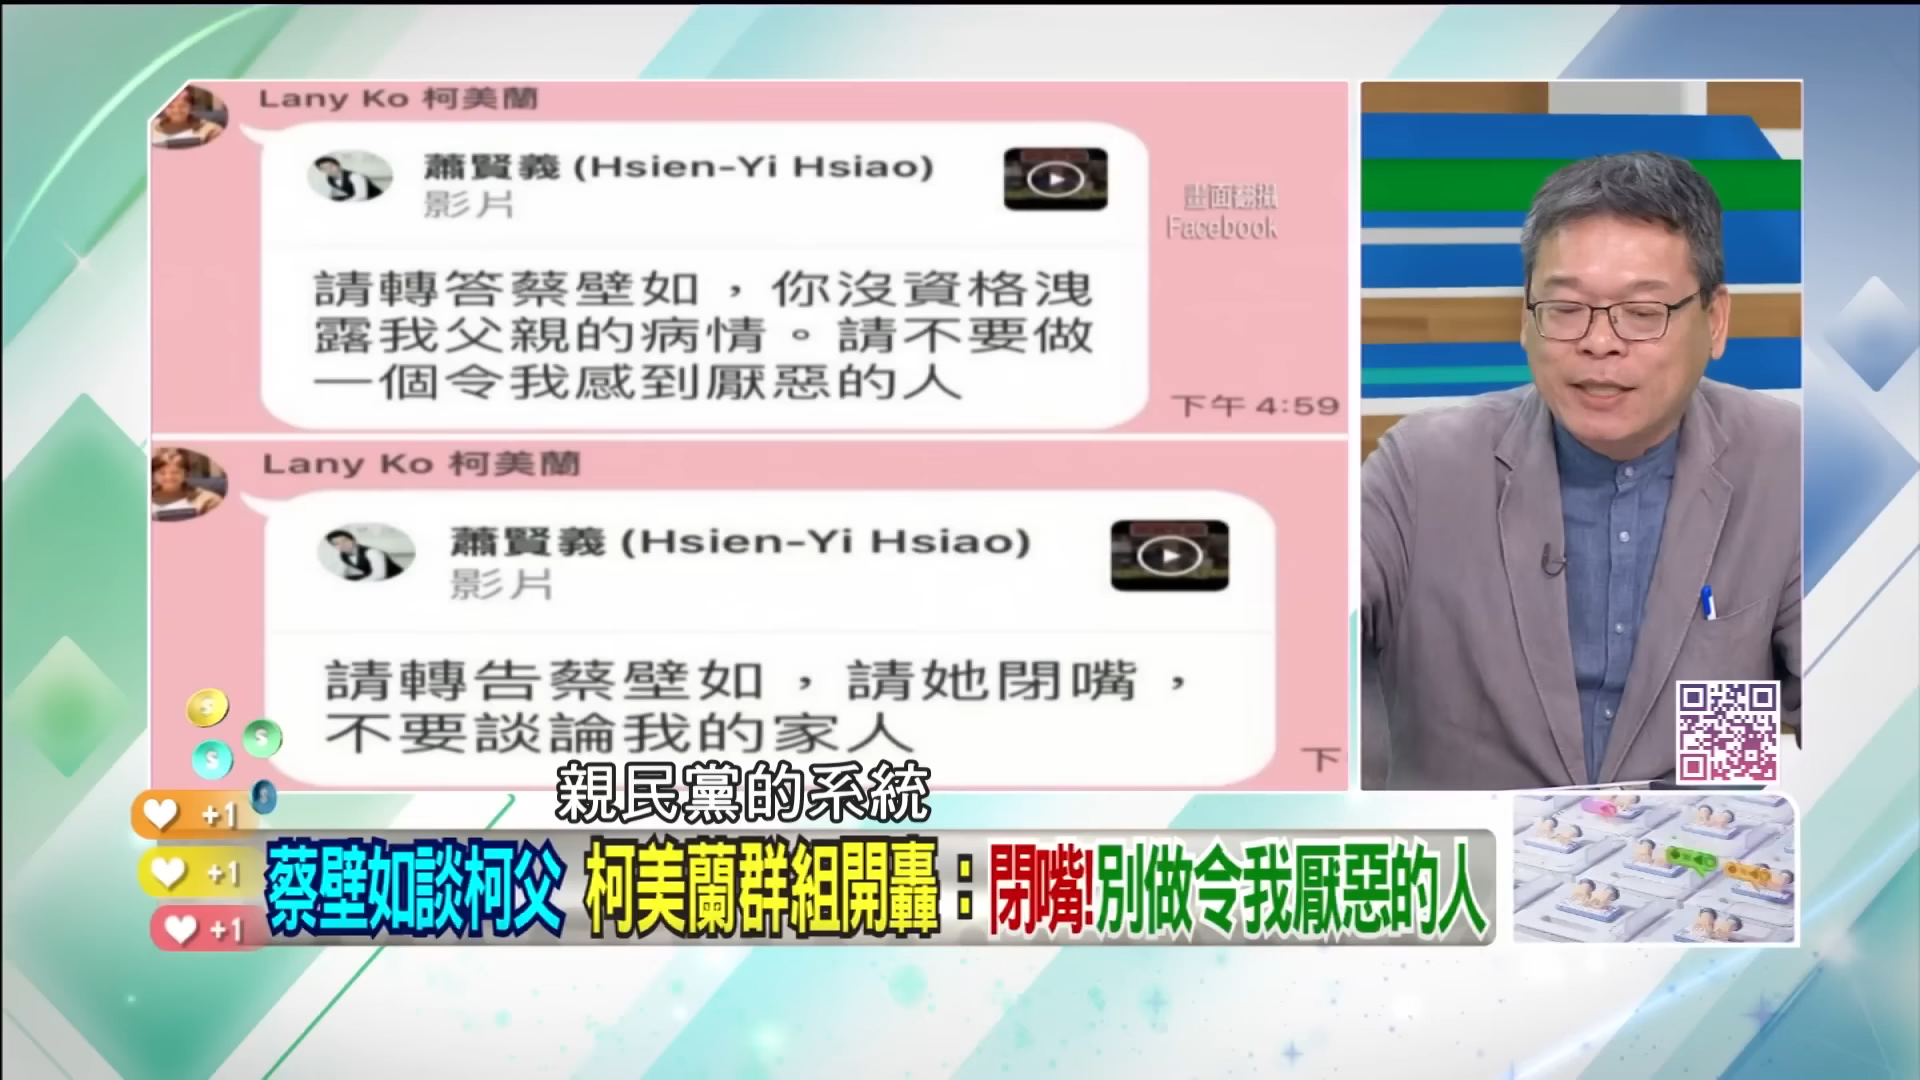 Lany Ko 柯美蘭
蕭賢義 (Hsien-Yi Hsiao)
影片
畫面翻攝
Facebook
請轉答蔡壁如，你沒資格洩
露我父親的病情。請不要做
一個令我感到厭惡的人
下午 4:59
Lany Ko 柯美蘭
蕭賢義 (Hsien-Yi Hsiao)
影片
請轉告蔡壁如，請她閉嘴，
不要談論我的家人
下
親民黨的系統
+1
+1
+1
蔡壁如談柯父 柯美蘭群組開轟：閉嘴!別做令我厭惡的人